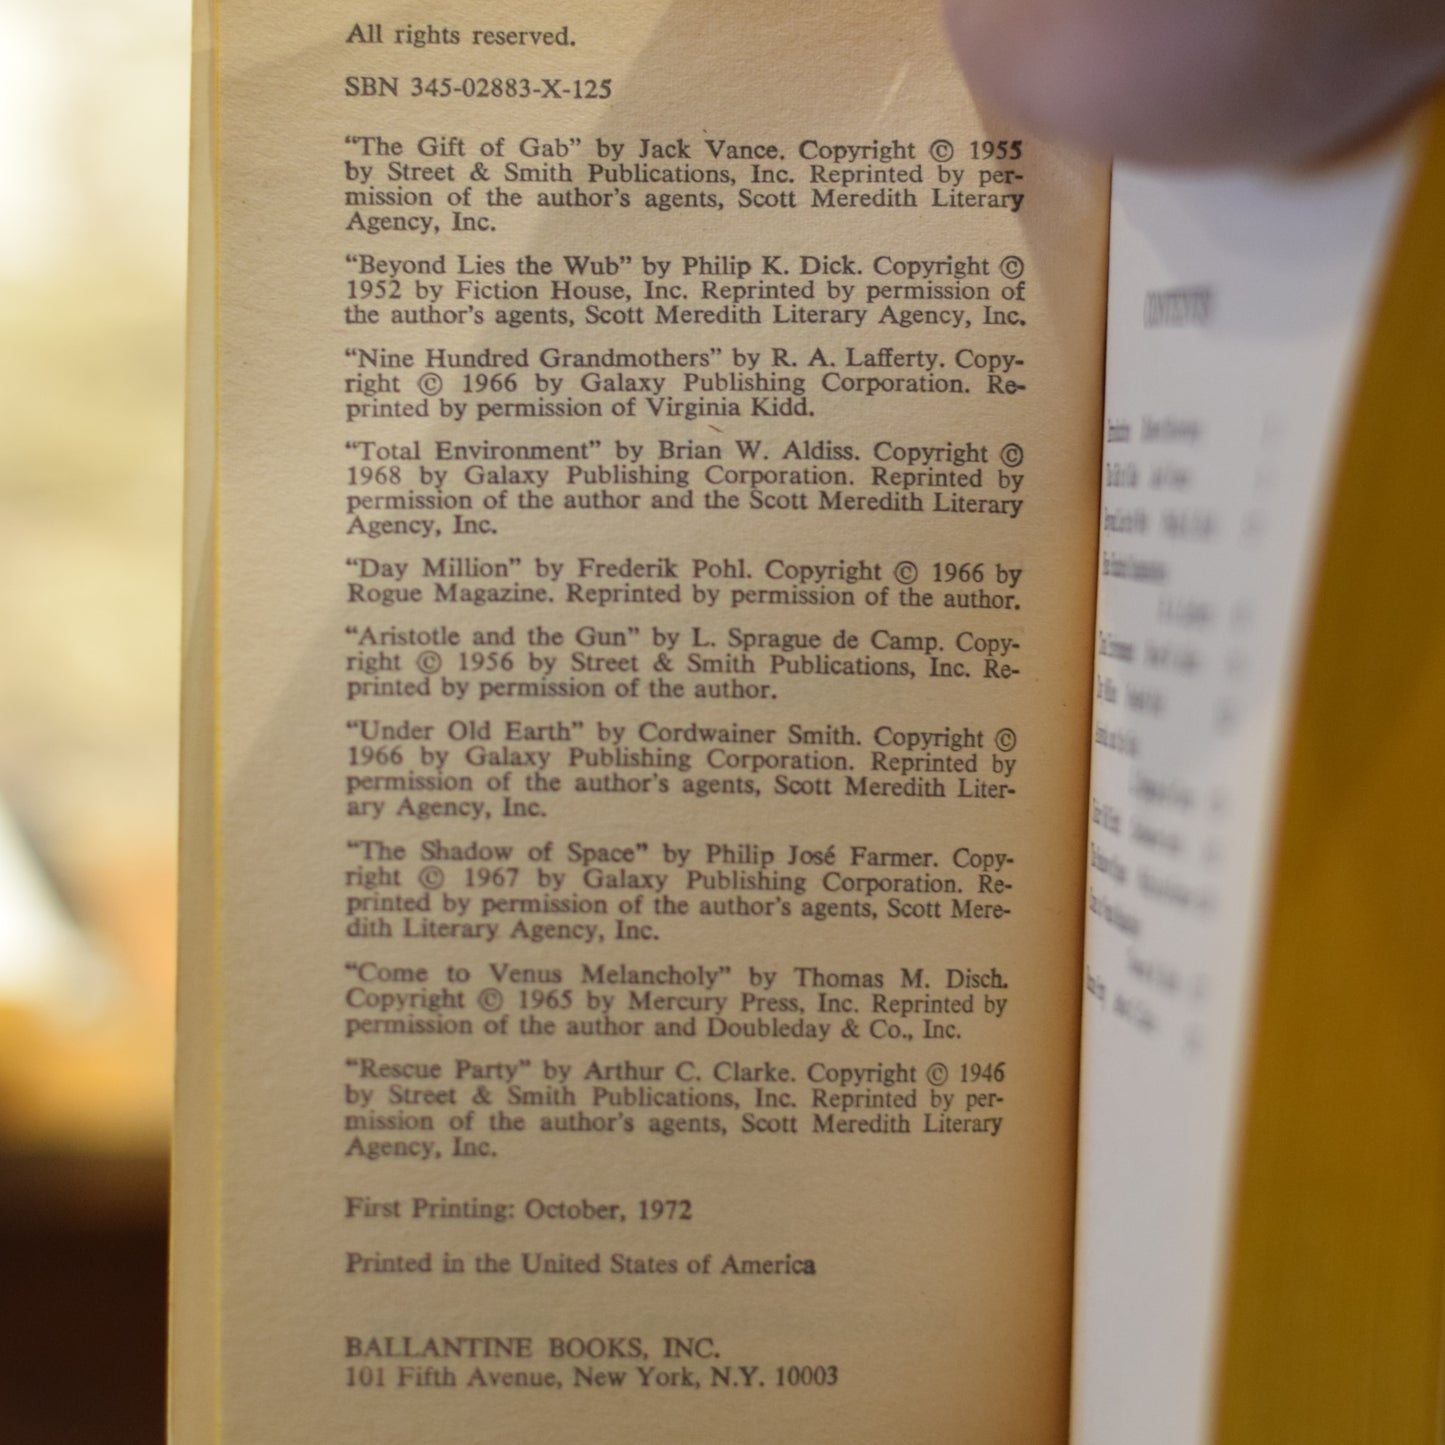 All rights reserved.
SBN 345-02883-X-125
“The Gift of Gab” by Jack Vance. Copyright © 1955
by Street & Smith Publications, Inc. Reprinted by per-
mission of the author’s agents, Scott Meredith Literary
Agency, Inc.
“Beyond Lies the Wub” by Philip K. Dick. Copyright ©
1952 by Fiction House, Inc. Reprinted by permission of
the author’s agents, Scott Meredith Literary Agency, Inc.
“Nine Hundred Grandmothers” by R. A. Lafferty. Copy-
right © 1966 by Galaxy Publishing Corporation. Re-
printed by permission of Virginia Kidd.
“Total Environment” by Brian W. Aldiss. Copyright ©
1968 by Galaxy Publishing Corporation. Reprinted by
permission of the author and the Scott Meredith Literary
Agency, Inc.
“Day Million” by Frederik Pohl. Copyright © 1966 by
Rogue Magazine. Reprinted by permission of the author.
“Aristotle and the Gun” by L. Sprague de Camp. Copy-
right © 1956 by Street & Smith Publications, Inc. Re-
printed by permission of the author.
“Under Old Earth” by Cordwainer Smith. Copyright ©
1966 by Galaxy Publishing Corporation. Reprinted by
permission of the author’s agents, Scott Meredith Liter-
ary Agency, Inc.
“The Shadow of Space” by Philip José Farmer. Copy-
right © 1967 by Galaxy Publishing Corporation. Re-
printed by permission of the author’s agents, Scott Mere-
dith Literary Agency, Inc.
“Come to Venus Melancholy” by Thomas M. Disch.
Copyright © 1965 by Mercury Press, Inc. Reprinted by
permission of the author and Doubleday & Co., Inc.
“Rescue Party” by Arthur C. Clarke. Copyright © 1946
by Street & Smith Publications, Inc. Reprinted by per-
mission of the author’s agents, Scott Meredith Literary
Agency, Inc.
First Printing: October, 1972
Printed in the United States of America
BALLANTINE BOOKS, INC.
101 Fifth Avenue, New York, N.Y. 10003
CONTENTS